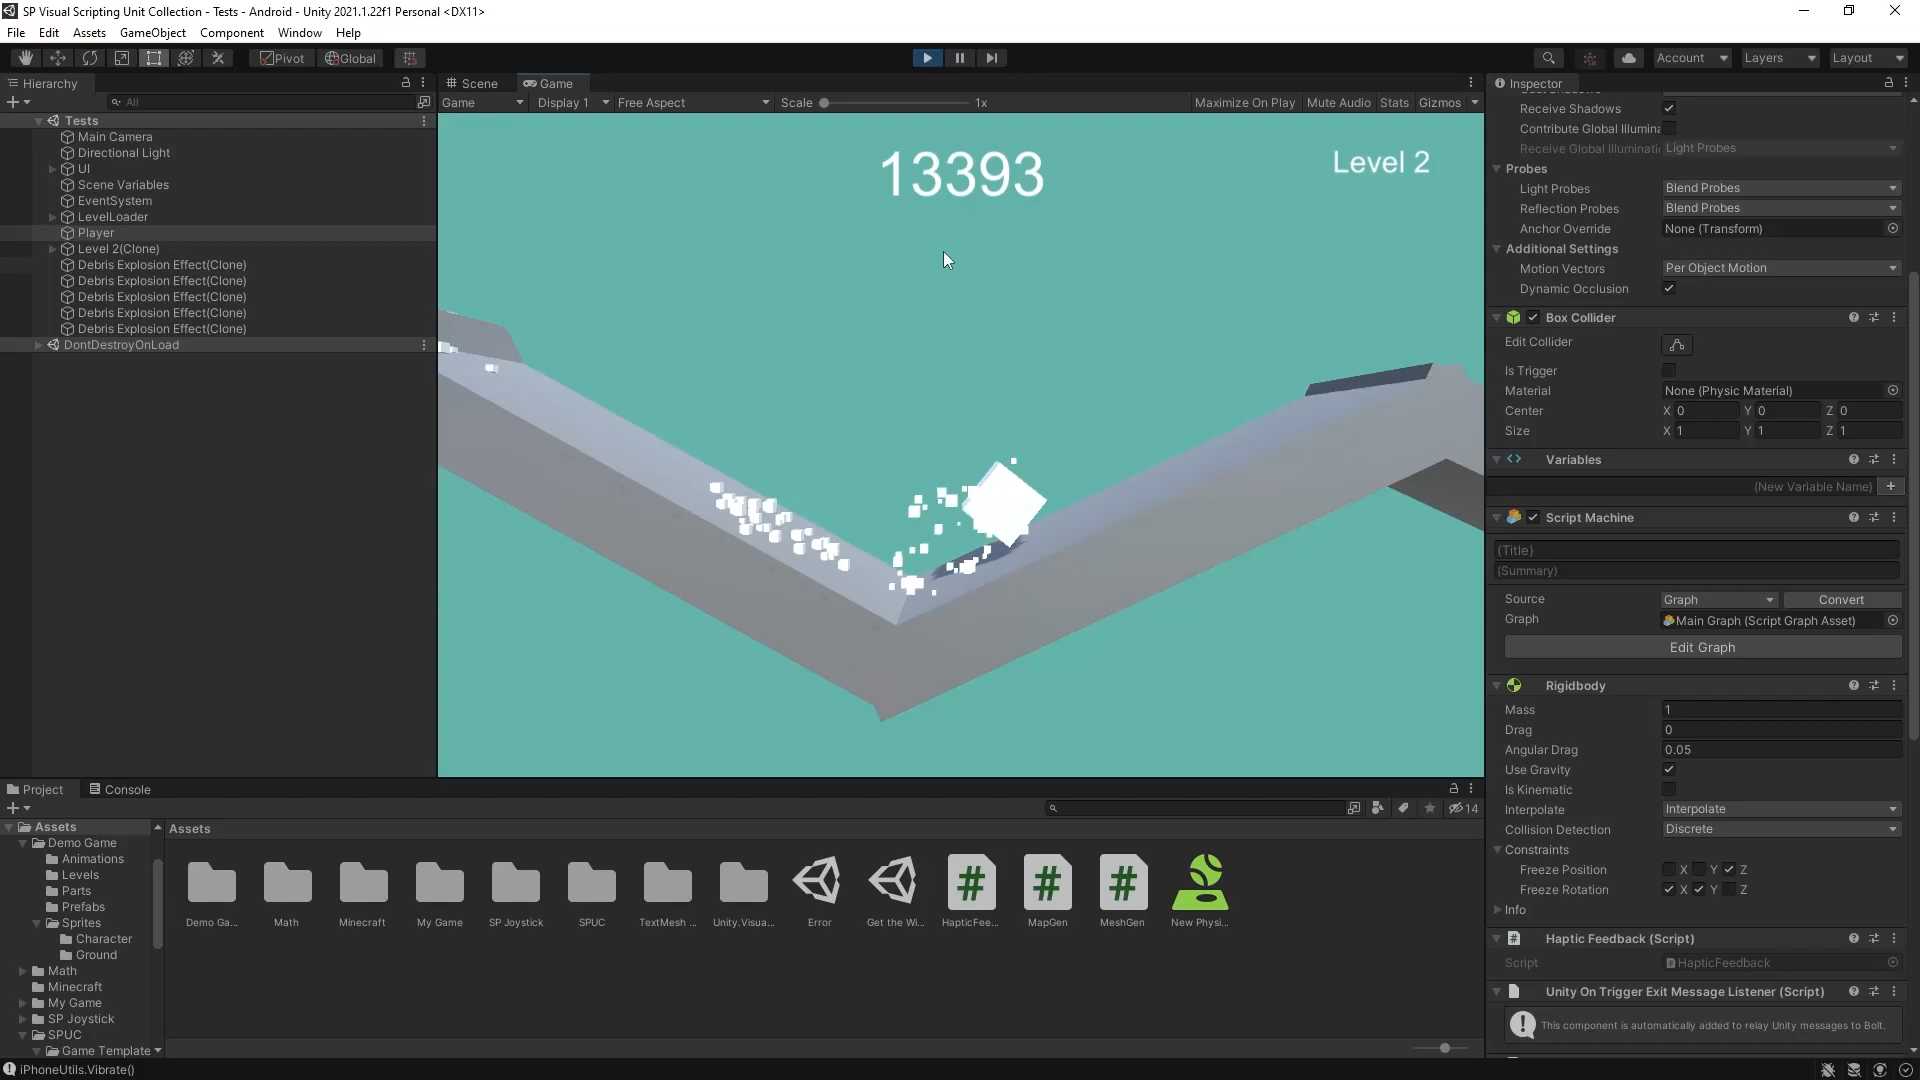 SP Visual Scripting Unit Collection - Tests - Android - Unity 2021.1.22f1 Personal <DX11>
File Edit Assets GameObject Component Window Help
Pivot Global
Account Layers Layout
Hierarchy
All
Tests
Main Camera
Directional Light
UI
Scene Variables
EventSystem
LevelLoader
Player
Level 2(Clone)
Debris Explosion Effect(Clone)
Debris Explosion Effect(Clone)
Debris Explosion Effect(Clone)
Debris Explosion Effect(Clone)
Debris Explosion Effect(Clone)
DontDestroyOnLoad
Scene Game
Game Display 1 Free Aspect Scale 1x Maximize On Play Mute Audio Stats Gizmos
13393
Level 2
Inspector
Receive Shadows
Contribute Global Illumina
Receive Global Illuminati Light Probes
Probes
Light Probes Blend Probes
Reflection Probes Blend Probes
Anchor Override None (Transform)
Additional Settings
Motion Vectors Per Object Motion
Dynamic Occlusion
Box Collider
Edit Collider
Is Trigger
Material None (Physic Material)
Center X 0 Y 0 Z 0
Size X 1 Y 1 Z 1
Variables
(New Variable Name)
Script Machine
(Title)
(Summary)
Source Graph Convert
Graph Main Graph (Script Graph Asset)
Edit Graph
Rigidbody
Mass 1
Drag 0
Angular Drag 0.05
Use Gravity
Is Kinematic
Interpolate Interpolate
Collision Detection Discrete
Constraints
Freeze Position X Y Z
Freeze Rotation X Y Z
Info
Haptic Feedback (Script)
Script HapticFeedback
Unity On Trigger Exit Message Listener (Script)
This component is automatically added to relay Unity messages to Bolt.
Project Console
14
Assets
Demo Game
Animations
Levels
Parts
Prefabs
Sprites
Character
Ground
Math
Minecraft
My Game
SP Joystick
SPUC
Game Template
Assets
Demo Ga... Math Minecraft My Game SP Joystick SPUC TextMesh ... Unity.Visua... Error Get the Wi... HapticFee... MapGen MeshGen New Physi...
iPhoneUtils.Vibrate()